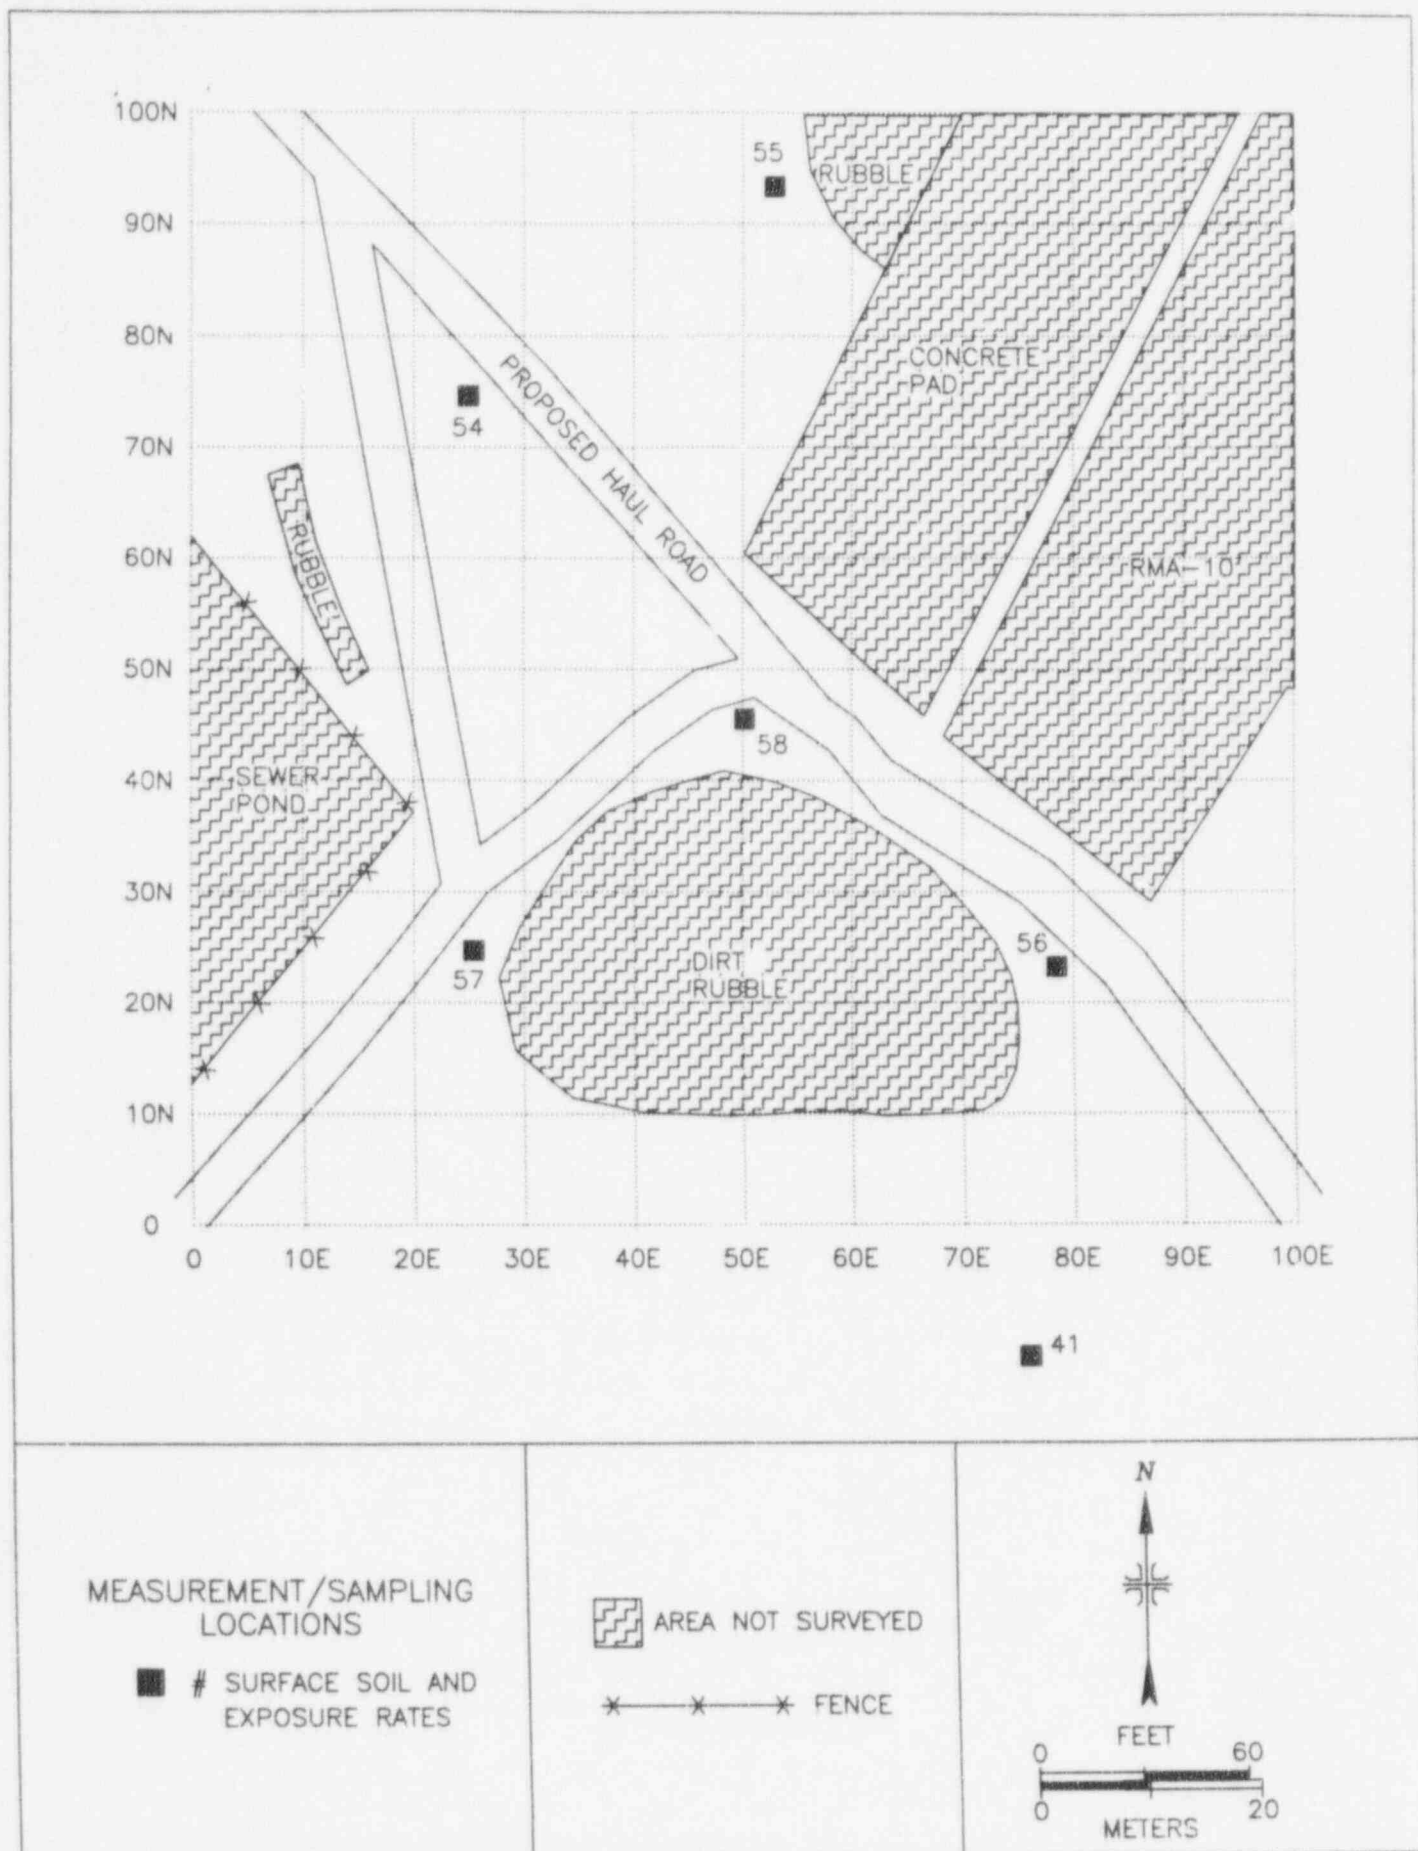 100N
90N
80N
70N
60N
50N
40N
30N
20N
10N
0
0 10E 20E 30E 40E 50E 60E 70E 80E 90E 100E
55
RUBBLE
CONCRETE
PAD
PROPOSED HAUL ROAD
54
RUBBLE
RMA-10
58
SEWER
POND
56
57
DIRT
RUBBLE
41
MEASUREMENT/SAMPLING
LOCATIONS
# SURFACE SOIL AND
EXPOSURE RATES
AREA NOT SURVEYED
FENCE
N
FEET
0 60
0 20
METERS